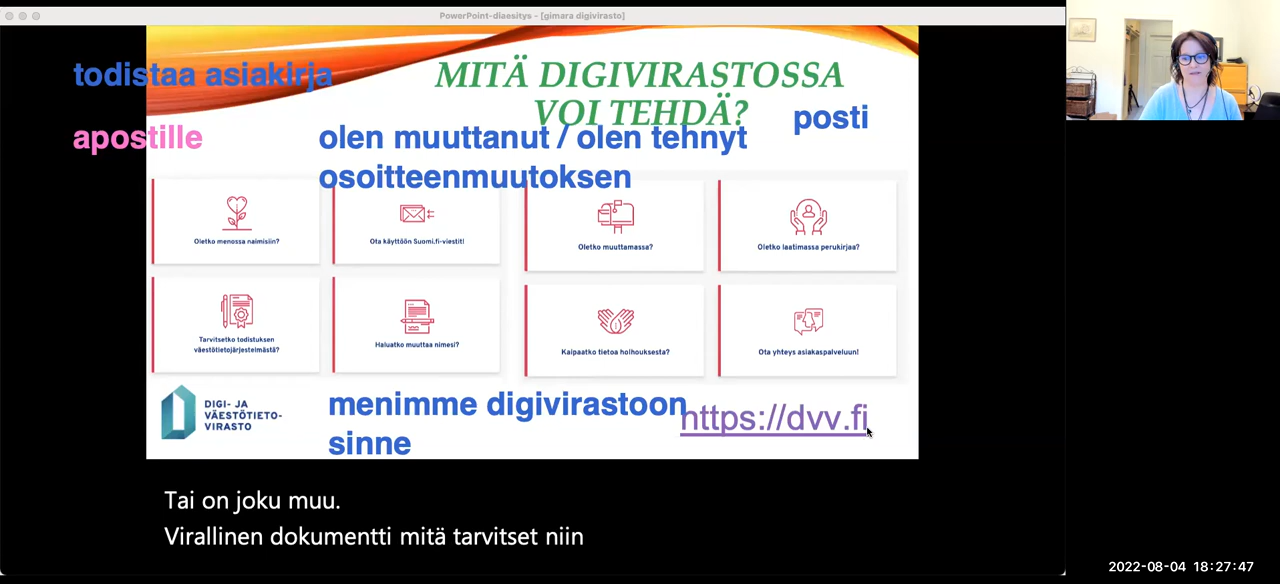 PowerPoint-diaesitys - [gimara digivirasto]
todistaa asiakirja
MITÄ DIGIVIRASTOSSA
VOI TEHDÄ?
posti
apostille
olen muuttanut / olen tehnyt
osoitteenmuutoksen
Oletko menossa naimisiin?
Ota käyttöön Suomi.fi-viestit!
Oletko muuttamassa?
Oletko laatimassa perukirjaa?
Tarvitsetko todistuksen
väestötietojärjestelmästä?
Haluatko muuttaa nimesi?
Kaipaatko tietoa holhouksesta?
Ota yhteys asiakaspalveluun!
DIGI- JA
VÄESTÖTIETO-
VIRASTO
menimme digivirastoon
sinne
https://dvv.fi
Tai on joku muu.
Virallinen dokumentti mitä tarvitset niin
2022-08-04 18:27:47